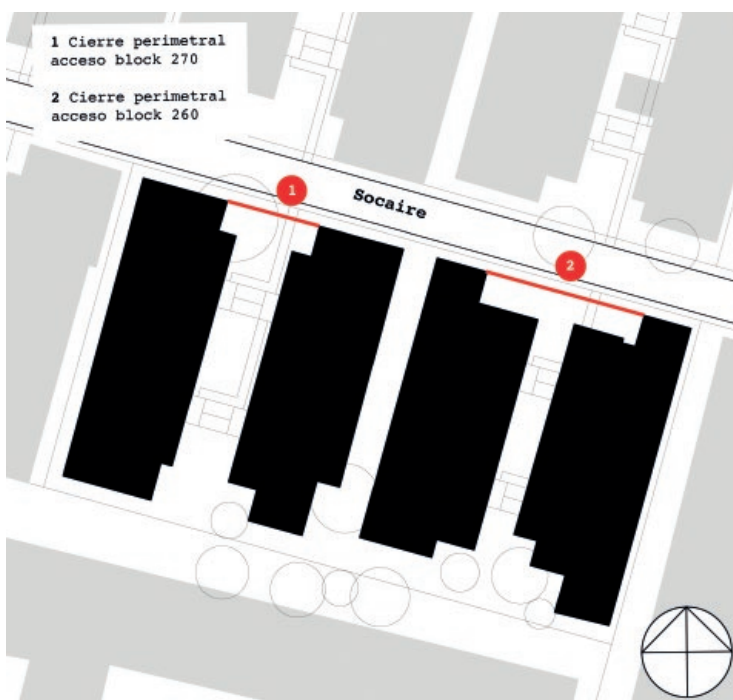 1 Cierre perimetral
acceso block 270
2 Cierre perimetral
acceso block 260
1
Socaire
2